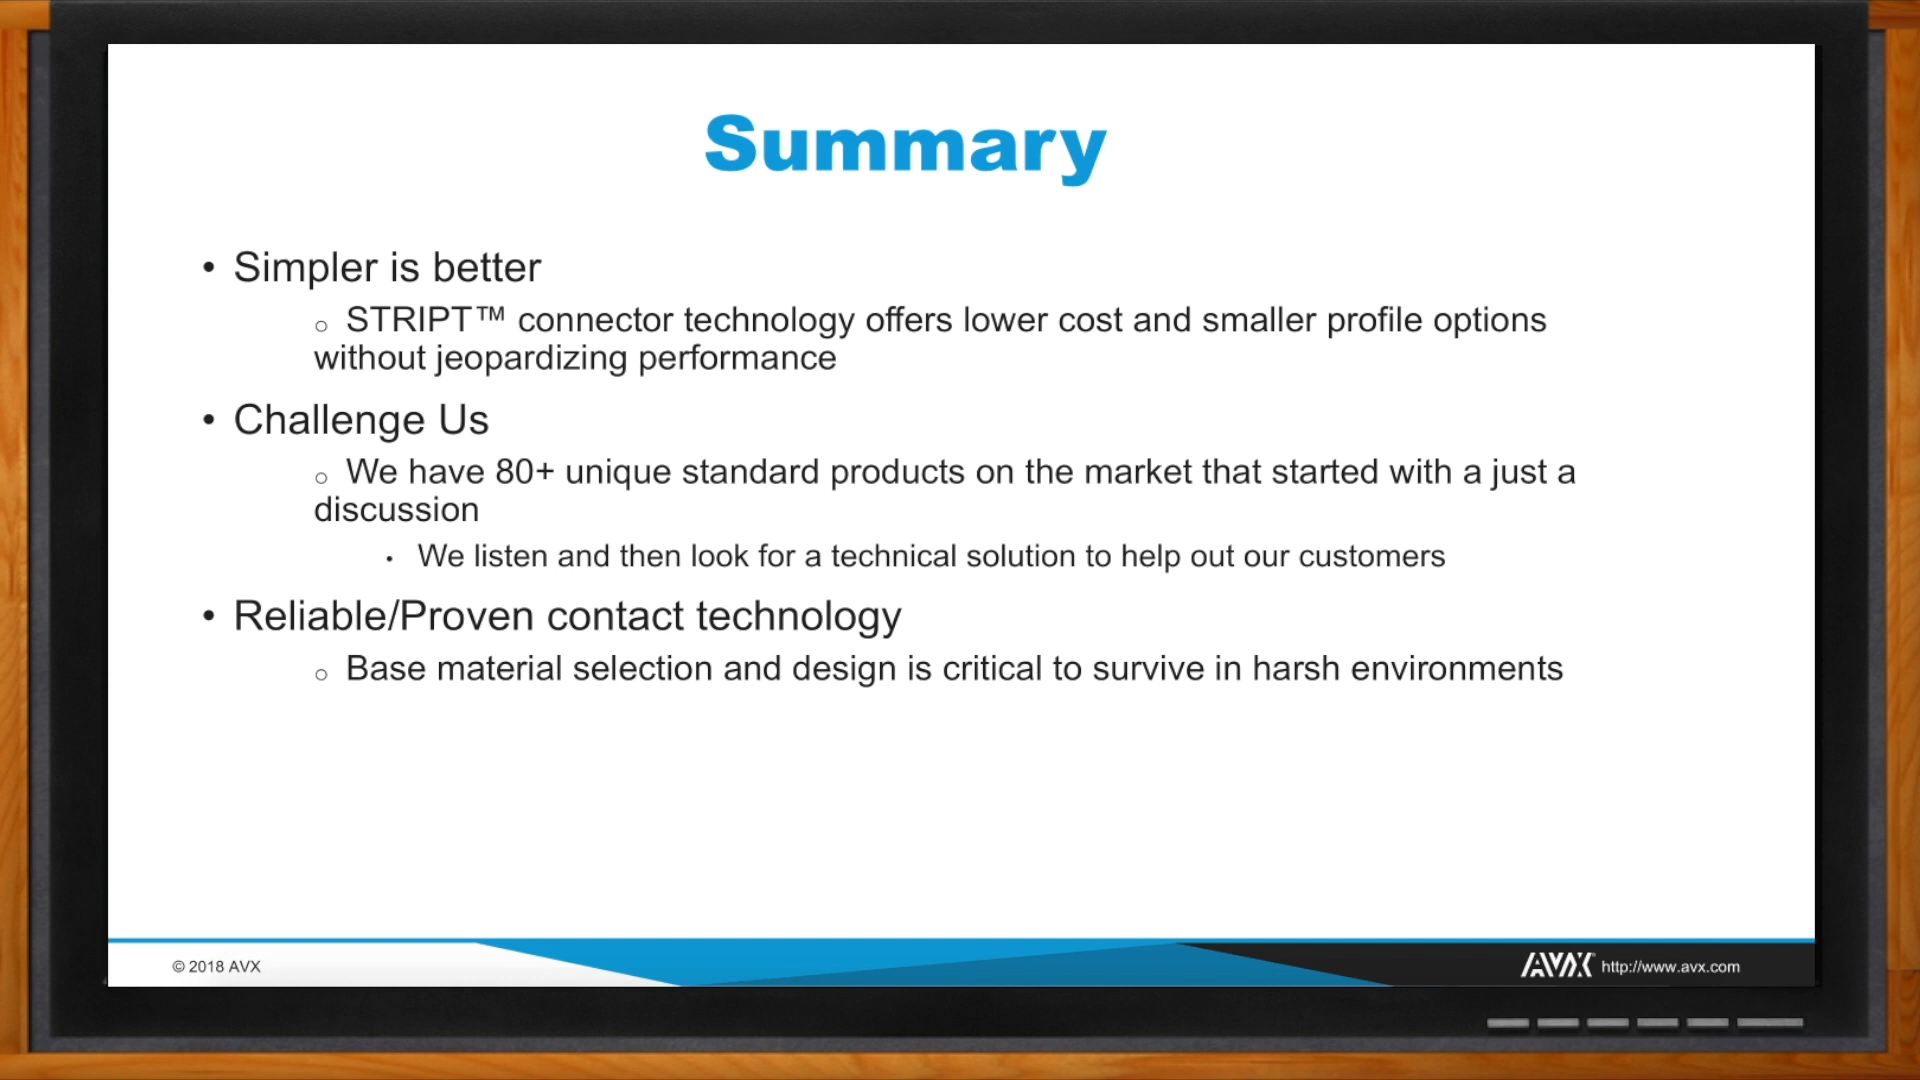 Summary
• Simpler is better
o STRIPT™ connector technology offers lower cost and smaller profile options
without jeopardizing performance
• Challenge Us
o We have 80+ unique standard products on the market that started with a just a
discussion
• We listen and then look for a technical solution to help out our customers
• Reliable/Proven contact technology
o Base material selection and design is critical to survive in harsh environments
© 2018 AVX
AVX http://www.avx.com